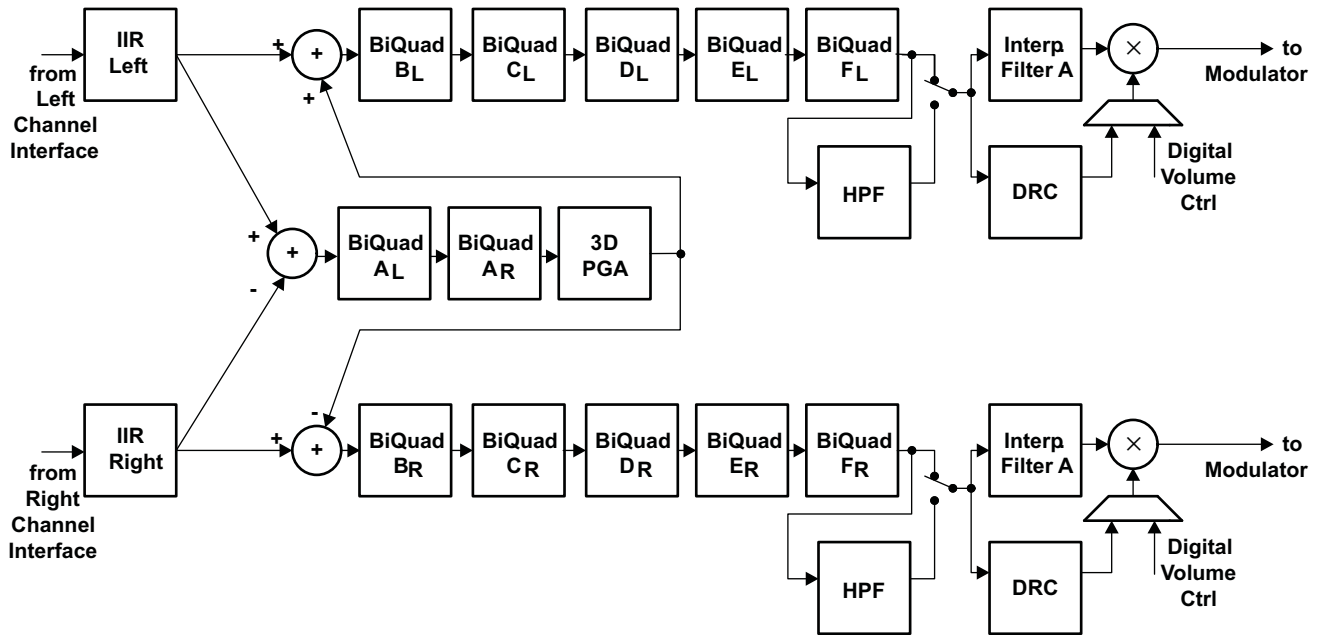 IIR
Left
from
Left
Channel
Interface
+
+
+
BiQuad
BL
BiQuad
CL
BiQuad
DL
BiQuad
EL
BiQuad
FL
HPF
Interp.
Filter A
DRC
×
to
Modulator
Digital
Volume
Ctrl
+
-
+
BiQuad
AL
BiQuad
AR
3D
PGA
IIR
Right
from
Right
Channel
Interface
+
-
+
BiQuad
BR
BiQuad
CR
BiQuad
DR
BiQuad
ER
BiQuad
FR
HPF
Interp.
Filter A
DRC
×
to
Modulator
Digital
Volume
Ctrl